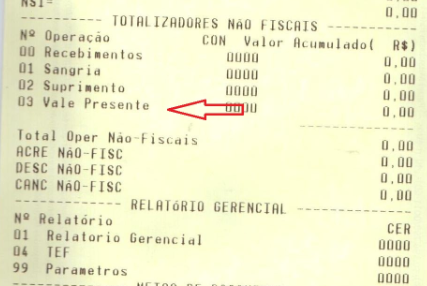 NS1= 0,00
---------- TOTALIZADORES NÃO FISCAIS ----------
Nº Operação CON Valor Acumulado( R$)
00 Recebimentos 0000 0,00
01 Sangria 0000 0,00
02 Suprimento 0000 0,00
03 Vale Presente 0000 0,00
Total Oper Não-Fiscais 0,00
ACRE NÃO-FISC 0,00
DESC NÃO-FISC 0,00
CANC NÃO-FISC 0,00
---------- RELATóRIO GERENCIAL ----------
Nº Relatório CER
01 Relatorio Gerencial 0000
04 TEF 0000
99 Parametros 0000